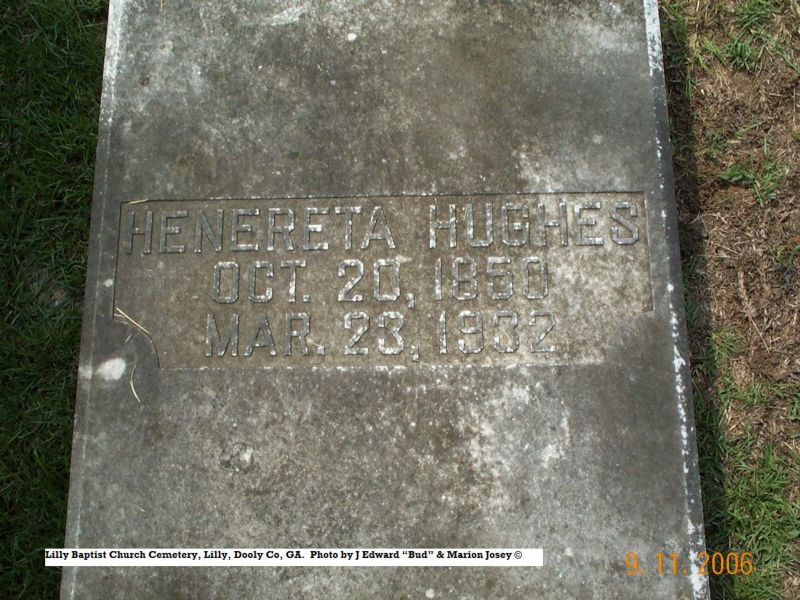 HENERETA HUGHES
OCT. 20, 1850
MAR. 23, 1932
Lilly Baptist Church Cemetery, Lilly, Dooly Co, GA. Photo by J Edward “Bud” & Marion Josey ©
9. 11. 2006